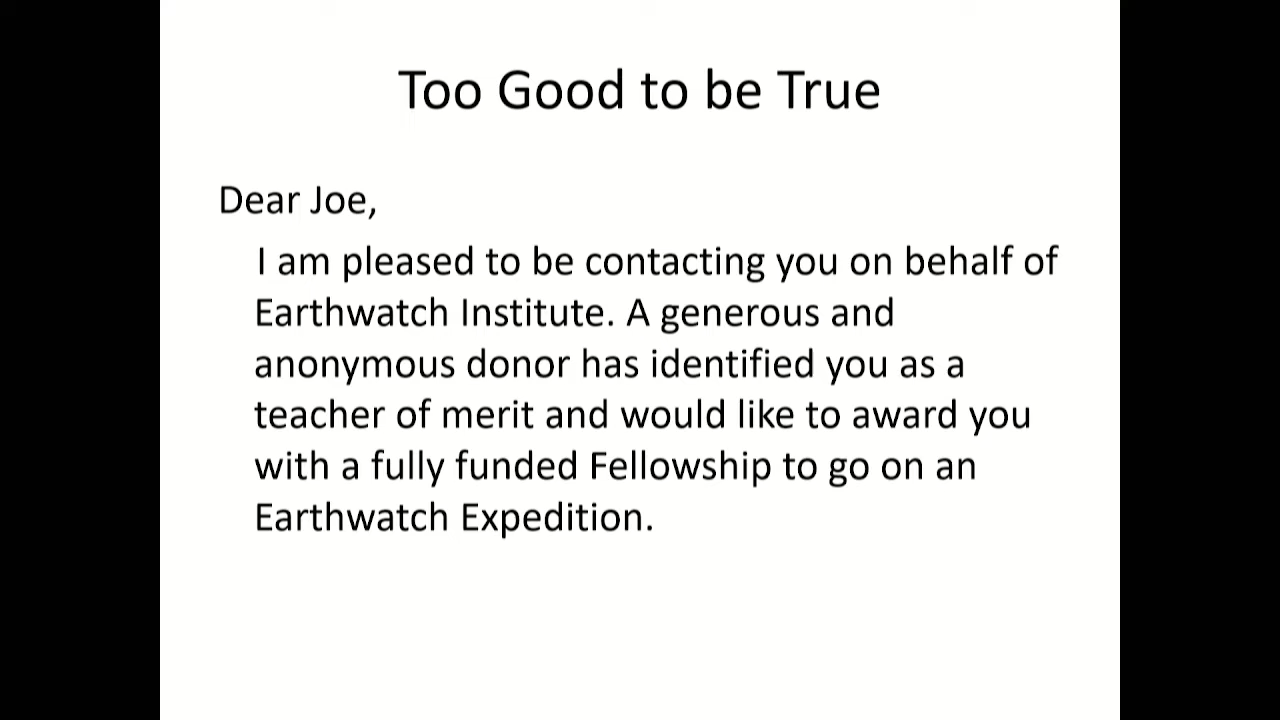 Too Good to be True
Dear Joe,
I am pleased to be contacting you on behalf of
Earthwatch Institute. A generous and
anonymous donor has identified you as a
teacher of merit and would like to award you
with a fully funded Fellowship to go on an
Earthwatch Expedition.